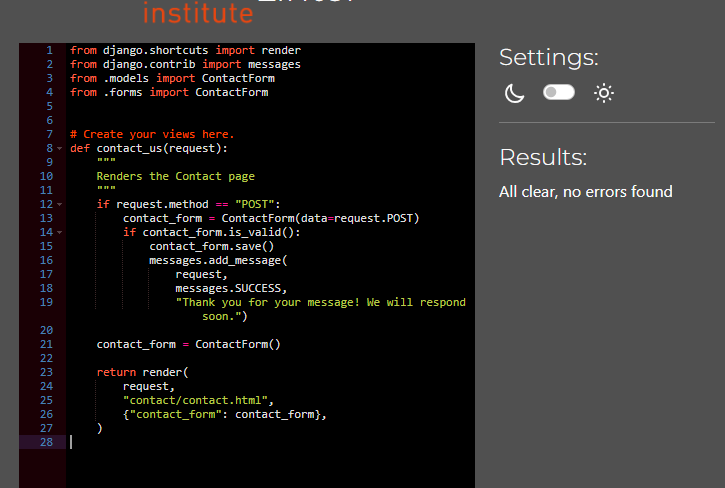 institute
1 from django.shortcuts import render
2 from django.contrib import messages
3 from .models import ContactForm
4 from .forms import ContactForm
5
6
7 # Create your views here.
8 def contact_us(request):
9     """
10     Renders the Contact page
11     """
12     if request.method == "POST":
13         contact_form = ContactForm(data=request.POST)
14         if contact_form.is_valid():
15             contact_form.save()
16             messages.add_message(
17                 request,
18                 messages.SUCCESS,
19                 "Thank you for your message! We will respond
soon.")
20
21     contact_form = ContactForm()
22
23     return render(
24         request,
25         "contact/contact.html",
26         {"contact_form": contact_form},
27     )
28
Settings:
Results:
All clear, no errors found